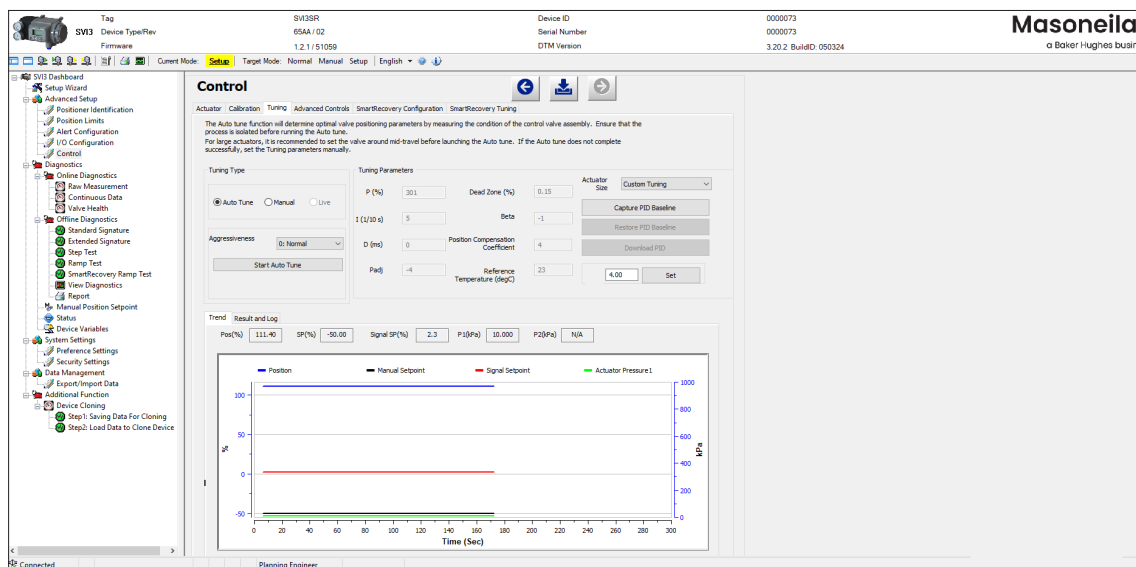 Tag SVI3SR Device ID 0000073
SVI3 Device Type/Rev 65AA / 02 Serial Number 0000073
Firmware 1.2.1 / 51059 DTM Version 3.20.2 BuildID: 050324
Masoneila
a Baker Hughes busin
Current Mode: Setup Target Mode: Normal Manual Setup English
SVI3 Dashboard
Setup Wizard
Advanced Setup
Positioner Identification
Position Limits
Alert Configuration
I/O Configuration
Control
Diagnostics
Online Diagnostics
Raw Measurement
Continuous Data
Valve Health
Offline Diagnostics
Standard Signature
Extended Signature
Step Test
Ramp Test
SmartRecovery Ramp Test
View Diagnostics
Report
Manual Position Setpoint
Status
Device Variables
System Settings
Preference Settings
Security Settings
Data Management
Export/Import Data
Additional Function
Device Cloning
Step1: Saving Data For Cloning
Step2: Load Data to Clone Device
Control
Actuator Calibration Tuning Advanced Controls SmartRecovery Configuration SmartRecovery Tuning
The Auto tune function will determine optimal valve positioning parameters by measuring the condition of the control valve assembly. Ensure that the
process is isolated before running the Auto tune.
For large actuators, it is recommended to set the valve around mid-travel before launching the Auto tune. If the Auto tune does not complete
successfully, set the Tuning parameters manually.
Tuning Type
Auto Tune Manual Live
Aggressiveness 0: Normal
Start Auto Tune
Tuning Parameters
P (%) 301 Dead Zone (%) 0.15
I (1/10 s) 5 Beta -1
D (ms) 0 Position Compensation
Coefficient 4
Padj -4 Reference
Temperature (degC) 23
Actuator
Size Custom Tuning
Capture PID Baseline
Restore PID Baseline
Download PID
4.00 Set
Trend Result and Log
Pos(%) 111.40 SP(%) -50.00 Signal SP(%) 2.3 P1(kPa) 10.000 P2(kPa) N/A
Position Manual Setpoint Signal Setpoint Actuator Pressure1
100
50
0
-50
%
1000
800
600
400
200
0
kPa
0 20 40 60 80 100 120 140 160 180 200 220 240 260 280 300
Time (Sec)
Connected Planning Engineer